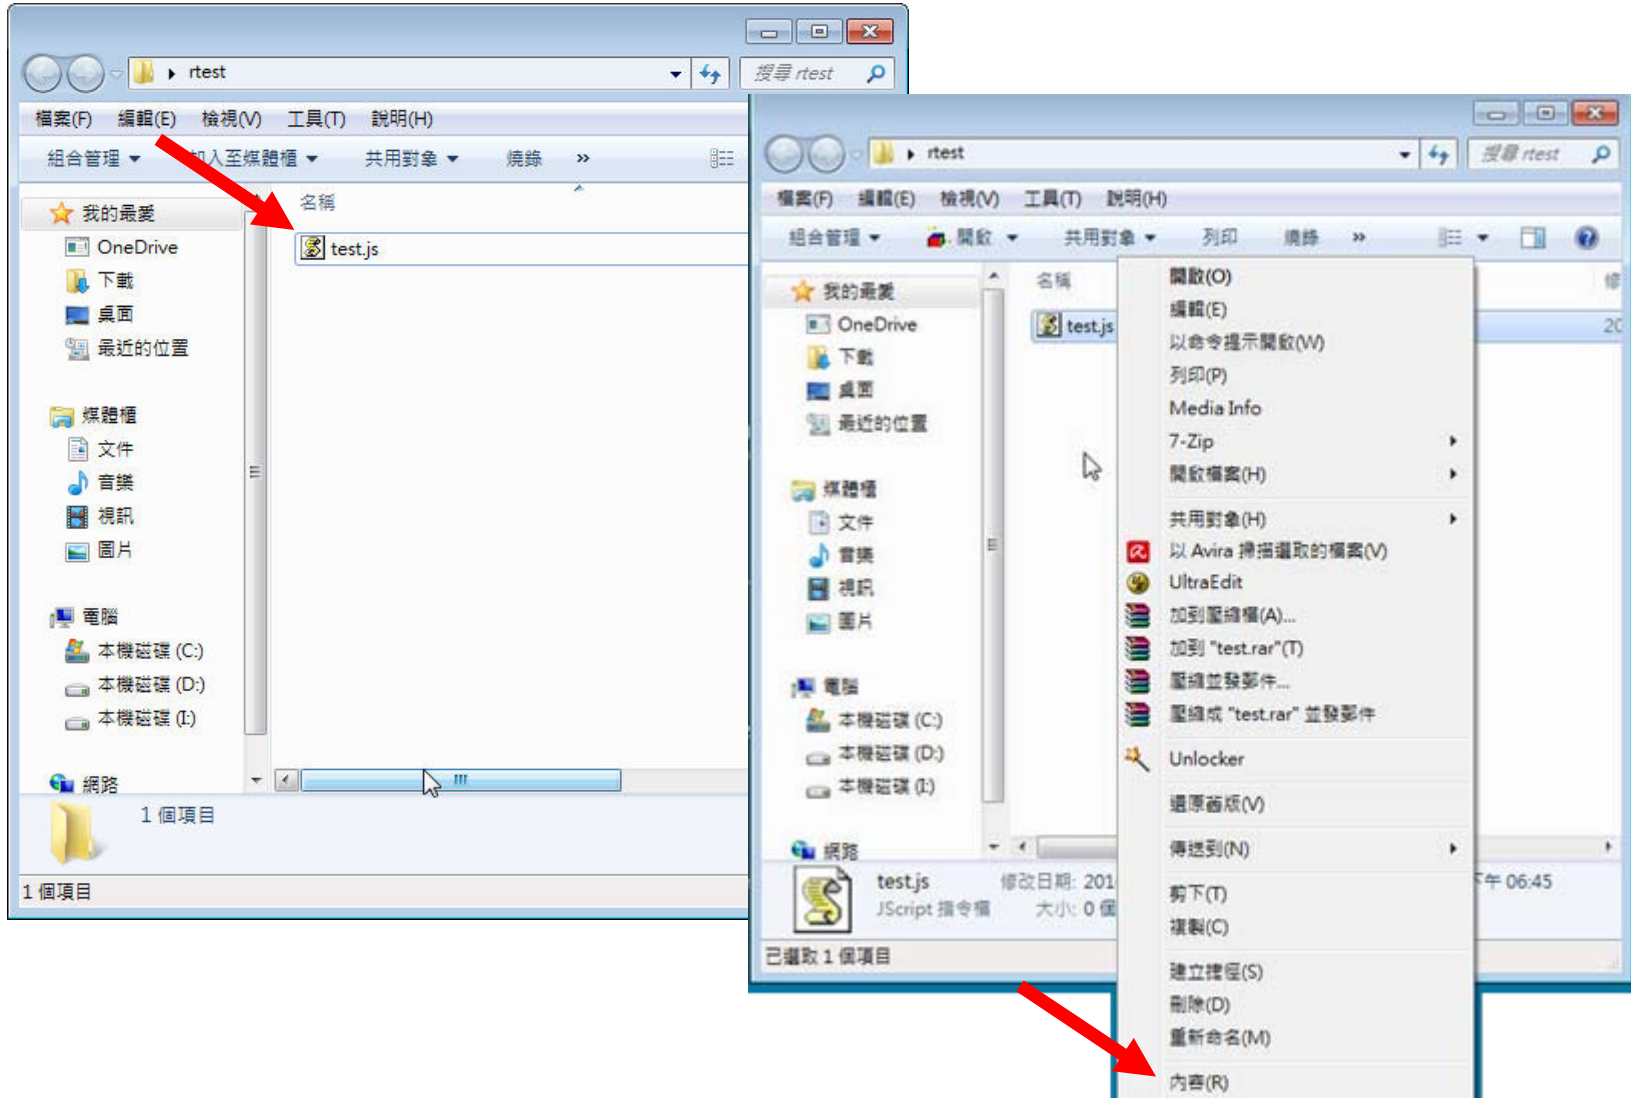 rtest
搜尋 rtest
檔案(F) 編輯(E) 檢視(V) 工具(T) 說明(H)
組合管理 加入至媒體櫃 共用對象 燒錄 »
名稱
我的最愛
OneDrive
下載
桌面
最近的位置
test.js
媒體櫃
文件
音樂
視訊
圖片
電腦
本機磁碟 (C:)
本機磁碟 (D:)
本機磁碟 (I:)
網路
1 個項目
1 個項目
rtest
搜尋 rtest
檔案(F) 編輯(E) 檢視(V) 工具(T) 說明(H)
組合管理 開啟 共用對象 列印 燒錄 »
名稱 修
我的最愛
OneDrive
下載
桌面
最近的位置
test.js 20
媒體櫃
文件
音樂
視訊
圖片
電腦
本機磁碟 (C:)
本機磁碟 (D:)
本機磁碟 (I:)
網路
開啟(O)
編輯(E)
以命令提示開啟(W)
列印(P)
Media Info
7-Zip
開啟檔案(H)
共用對象(H)
以 Avira 掃描選取的檔案(V)
UltraEdit
加到壓縮檔(A)...
加到 "test.rar"(T)
壓縮並發郵件...
壓縮成 "test.rar" 並發郵件
Unlocker
還原舊版(V)
傳送到(N)
剪下(T)
複製(C)
建立捷徑(S)
刪除(D)
重新命名(M)
內容(R)
test.js 修改日期: 201 下午 06:45
JScript 指令檔 大小: 0 個
已選取 1 個項目